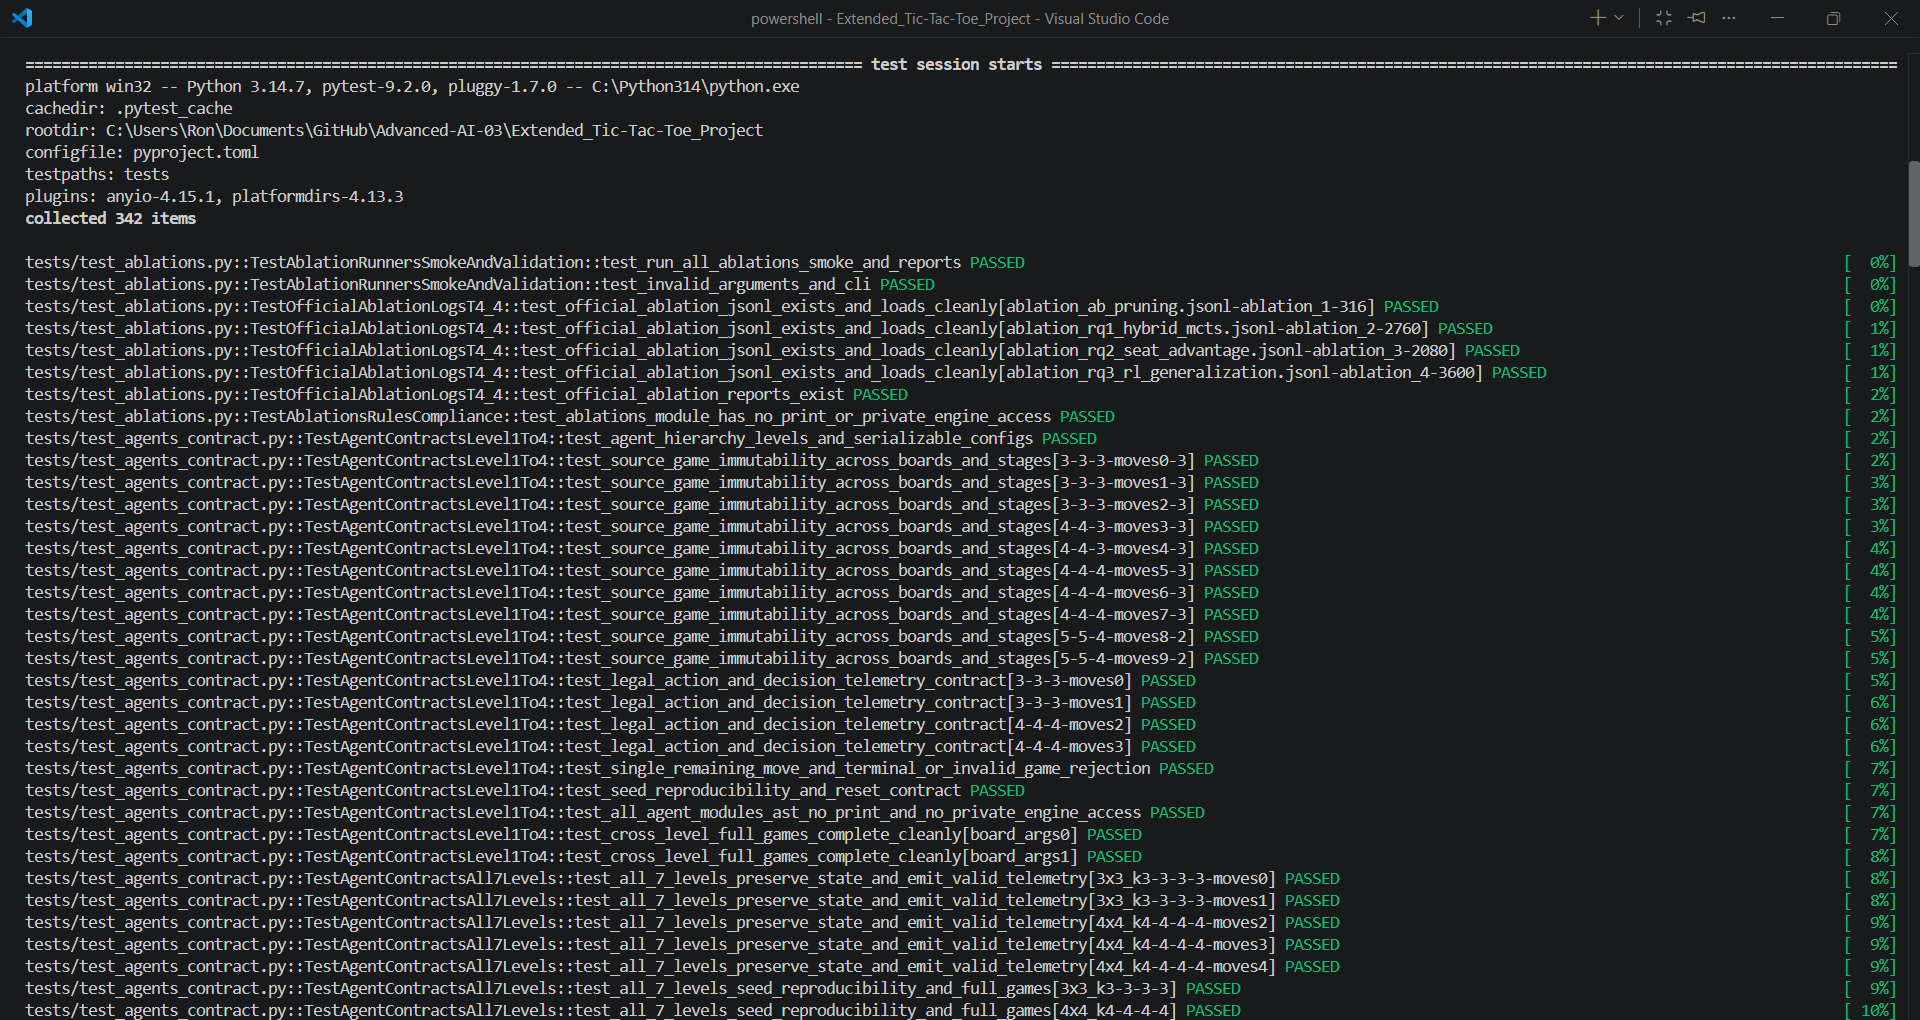 powershell - Extended_Tic-Tac-Toe_Project - Visual Studio Code
============================================================================================= test session starts ==============================================================================================
platform win32 -- Python 3.14.7, pytest-9.2.0, pluggy-1.7.0 -- C:\Python314\python.exe
cachedir: .pytest_cache
rootdir: C:\Users\Ron\Documents\GitHub\Advanced-AI-03\Extended_Tic-Tac-Toe_Project
configfile: pyproject.toml
testpaths: tests
plugins: anyio-4.15.1, platformdirs-4.13.3
collected 342 items
tests/test_ablations.py::TestAblationRunnersSmokeAndValidation::test_run_all_ablations_smoke_and_reports PASSED [  0%]
tests/test_ablations.py::TestAblationRunnersSmokeAndValidation::test_invalid_arguments_and_cli PASSED [  0%]
tests/test_ablations.py::TestOfficialAblationLogsT4_4::test_official_ablation_jsonl_exists_and_loads_cleanly[ablation_ab_pruning.jsonl-ablation_1-316] PASSED [  0%]
tests/test_ablations.py::TestOfficialAblationLogsT4_4::test_official_ablation_jsonl_exists_and_loads_cleanly[ablation_rq1_hybrid_mcts.jsonl-ablation_2-2760] PASSED [  1%]
tests/test_ablations.py::TestOfficialAblationLogsT4_4::test_official_ablation_jsonl_exists_and_loads_cleanly[ablation_rq2_seat_advantage.jsonl-ablation_3-2080] PASSED [  1%]
tests/test_ablations.py::TestOfficialAblationLogsT4_4::test_official_ablation_jsonl_exists_and_loads_cleanly[ablation_rq3_rl_generalization.jsonl-ablation_4-3600] PASSED [  1%]
tests/test_ablations.py::TestOfficialAblationLogsT4_4::test_official_ablation_reports_exist PASSED [  2%]
tests/test_ablations.py::TestAblationsRulesCompliance::test_ablations_module_has_no_print_or_private_engine_access PASSED [  2%]
tests/test_agents_contract.py::TestAgentContractsLevel1To4::test_agent_hierarchy_levels_and_serializable_configs PASSED [  2%]
tests/test_agents_contract.py::TestAgentContractsLevel1To4::test_source_game_immutability_across_boards_and_stages[3-3-3-moves0-3] PASSED [  2%]
tests/test_agents_contract.py::TestAgentContractsLevel1To4::test_source_game_immutability_across_boards_and_stages[3-3-3-moves1-3] PASSED [  3%]
tests/test_agents_contract.py::TestAgentContractsLevel1To4::test_source_game_immutability_across_boards_and_stages[3-3-3-moves2-3] PASSED [  3%]
tests/test_agents_contract.py::TestAgentContractsLevel1To4::test_source_game_immutability_across_boards_and_stages[4-4-3-moves3-3] PASSED [  3%]
tests/test_agents_contract.py::TestAgentContractsLevel1To4::test_source_game_immutability_across_boards_and_stages[4-4-3-moves4-3] PASSED [  4%]
tests/test_agents_contract.py::TestAgentContractsLevel1To4::test_source_game_immutability_across_boards_and_stages[4-4-4-moves5-3] PASSED [  4%]
tests/test_agents_contract.py::TestAgentContractsLevel1To4::test_source_game_immutability_across_boards_and_stages[4-4-4-moves6-3] PASSED [  4%]
tests/test_agents_contract.py::TestAgentContractsLevel1To4::test_source_game_immutability_across_boards_and_stages[4-4-4-moves7-3] PASSED [  4%]
tests/test_agents_contract.py::TestAgentContractsLevel1To4::test_source_game_immutability_across_boards_and_stages[5-5-4-moves8-2] PASSED [  5%]
tests/test_agents_contract.py::TestAgentContractsLevel1To4::test_source_game_immutability_across_boards_and_stages[5-5-4-moves9-2] PASSED [  5%]
tests/test_agents_contract.py::TestAgentContractsLevel1To4::test_legal_action_and_decision_telemetry_contract[3-3-3-moves0] PASSED [  5%]
tests/test_agents_contract.py::TestAgentContractsLevel1To4::test_legal_action_and_decision_telemetry_contract[3-3-3-moves1] PASSED [  6%]
tests/test_agents_contract.py::TestAgentContractsLevel1To4::test_legal_action_and_decision_telemetry_contract[4-4-4-moves2] PASSED [  6%]
tests/test_agents_contract.py::TestAgentContractsLevel1To4::test_legal_action_and_decision_telemetry_contract[4-4-4-moves3] PASSED [  6%]
tests/test_agents_contract.py::TestAgentContractsLevel1To4::test_single_remaining_move_and_terminal_or_invalid_game_rejection PASSED [  7%]
tests/test_agents_contract.py::TestAgentContractsLevel1To4::test_seed_reproducibility_and_reset_contract PASSED [  7%]
tests/test_agents_contract.py::TestAgentContractsLevel1To4::test_all_agent_modules_ast_no_print_and_no_private_engine_access PASSED [  7%]
tests/test_agents_contract.py::TestAgentContractsLevel1To4::test_cross_level_full_games_complete_cleanly[board_args0] PASSED [  7%]
tests/test_agents_contract.py::TestAgentContractsLevel1To4::test_cross_level_full_games_complete_cleanly[board_args1] PASSED [  8%]
tests/test_agents_contract.py::TestAgentContractsAll7Levels::test_all_7_levels_preserve_state_and_emit_valid_telemetry[3x3_k3-3-3-3-moves0] PASSED [  8%]
tests/test_agents_contract.py::TestAgentContractsAll7Levels::test_all_7_levels_preserve_state_and_emit_valid_telemetry[3x3_k3-3-3-3-moves1] PASSED [  8%]
tests/test_agents_contract.py::TestAgentContractsAll7Levels::test_all_7_levels_preserve_state_and_emit_valid_telemetry[4x4_k4-4-4-4-moves2] PASSED [  9%]
tests/test_agents_contract.py::TestAgentContractsAll7Levels::test_all_7_levels_preserve_state_and_emit_valid_telemetry[4x4_k4-4-4-4-moves3] PASSED [  9%]
tests/test_agents_contract.py::TestAgentContractsAll7Levels::test_all_7_levels_preserve_state_and_emit_valid_telemetry[4x4_k4-4-4-4-moves4] PASSED [  9%]
tests/test_agents_contract.py::TestAgentContractsAll7Levels::test_all_7_levels_seed_reproducibility_and_full_games[3x3_k3-3-3-3] PASSED [  9%]
tests/test_agents_contract.py::TestAgentContractsAll7Levels::test_all_7_levels_seed_reproducibility_and_full_games[4x4_k4-4-4-4] PASSED [ 10%]